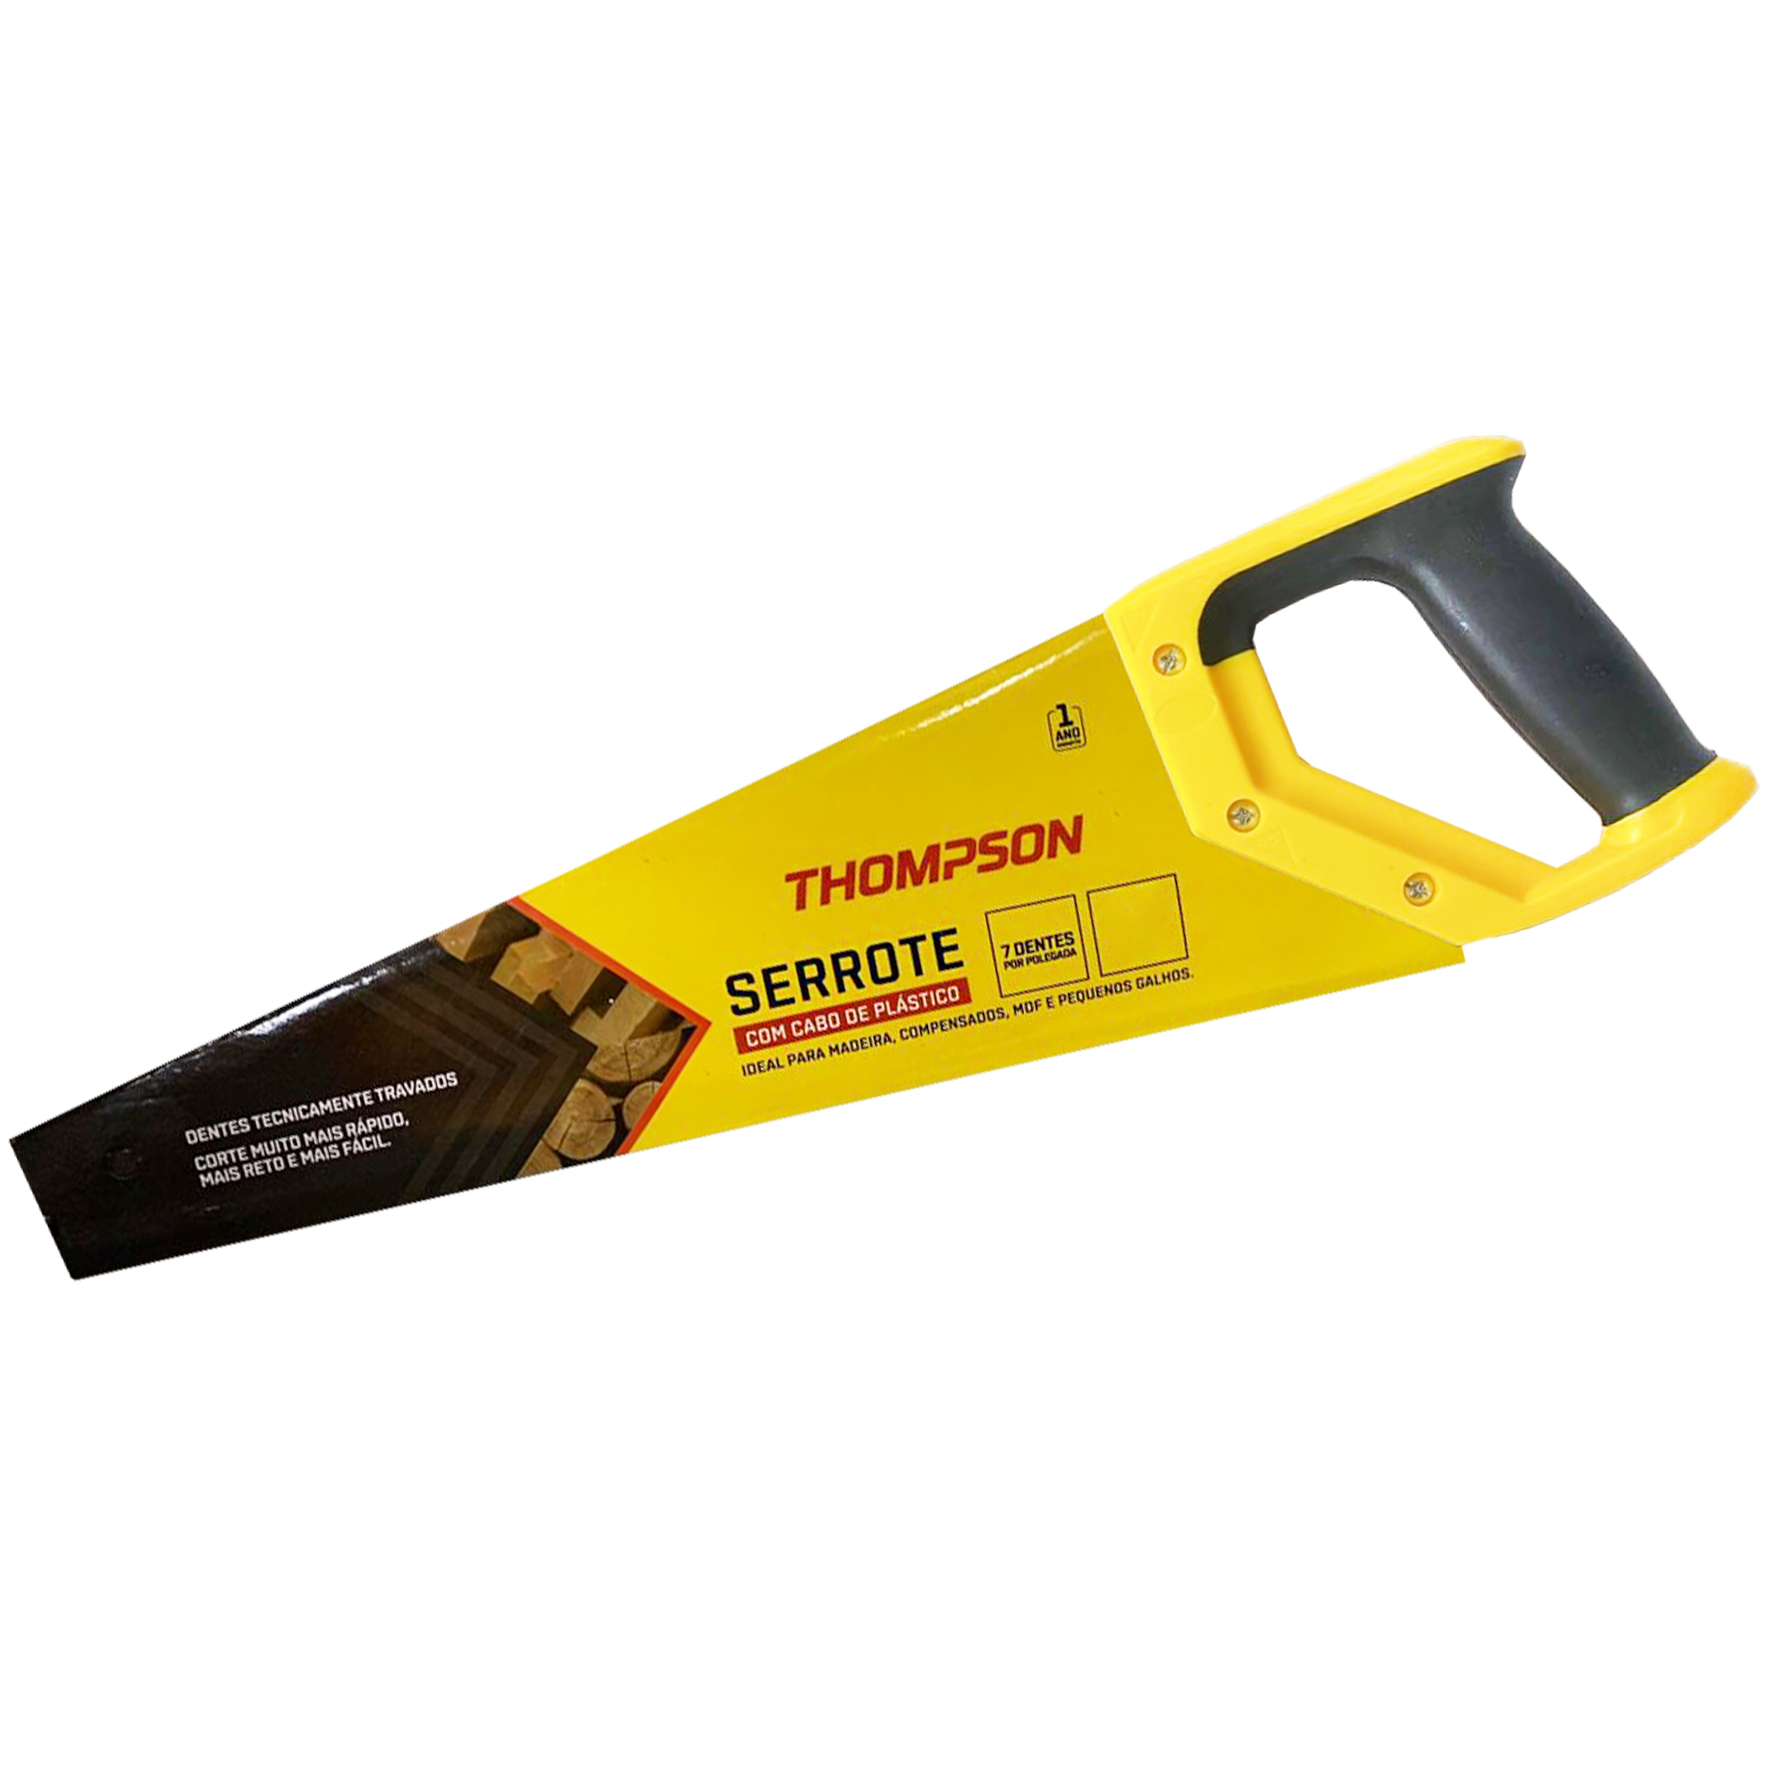 1
ANO
THOMPSON
SERROTE
COM CABO DE PLÁSTICO
7 DENTES
POR POLEGADA
IDEAL PARA MADEIRA, COMPENSADOS, MDF E PEQUENOS GALHOS.
DENTES TECNICAMENTE TRAVADOS
CORTE MUITO MAIS RÁPIDO,
MAIS RETO E MAIS FÁCIL.